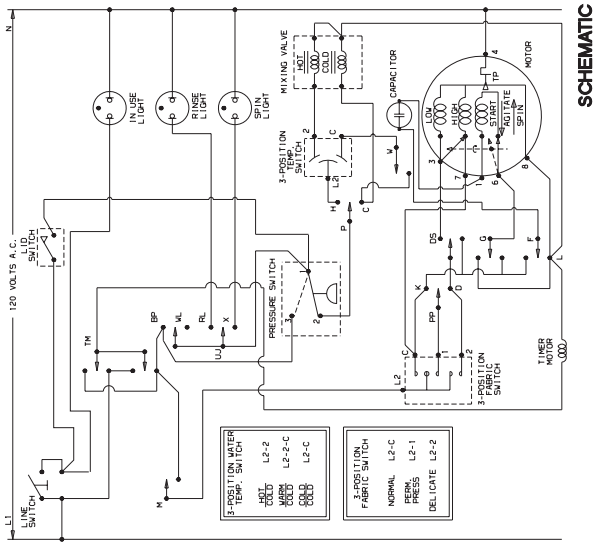 SCHEMATIC
L1
120 VOLTS A.C.
N
LINE
SWITCH
LID
SWITCH
IN USE
LIGHT
RINSE
LIGHT
SPIN
LIGHT
TM
M
BP
WL
RL
X
UJ
PRESSURE SWITCH
1
2
3
MIXING VALVE
HOT
COLD
3-POSITION
TEMP.
SWITCH
2
C
L2
H
P
C
W
CAPACITOR
MOTOR
4
TP
LOW
HIGH
START
AGITATE
SPIN
3
7
1
6
8
DS
G
F
L
K
D
PP
C
1
2
L2
3-POSITION
FABRIC
SWITCH
TIMER
MOTOR
3-POSITION WATER
TEMP. SWITCH
HOT
COLD L2-2
WARM
COLD L2-2-C
COLD
COLD L2-C
3-POSITION
FABRIC SWITCH
NORMAL L2-C
PERM.
PRESS L2-1
DELICATE L2-2